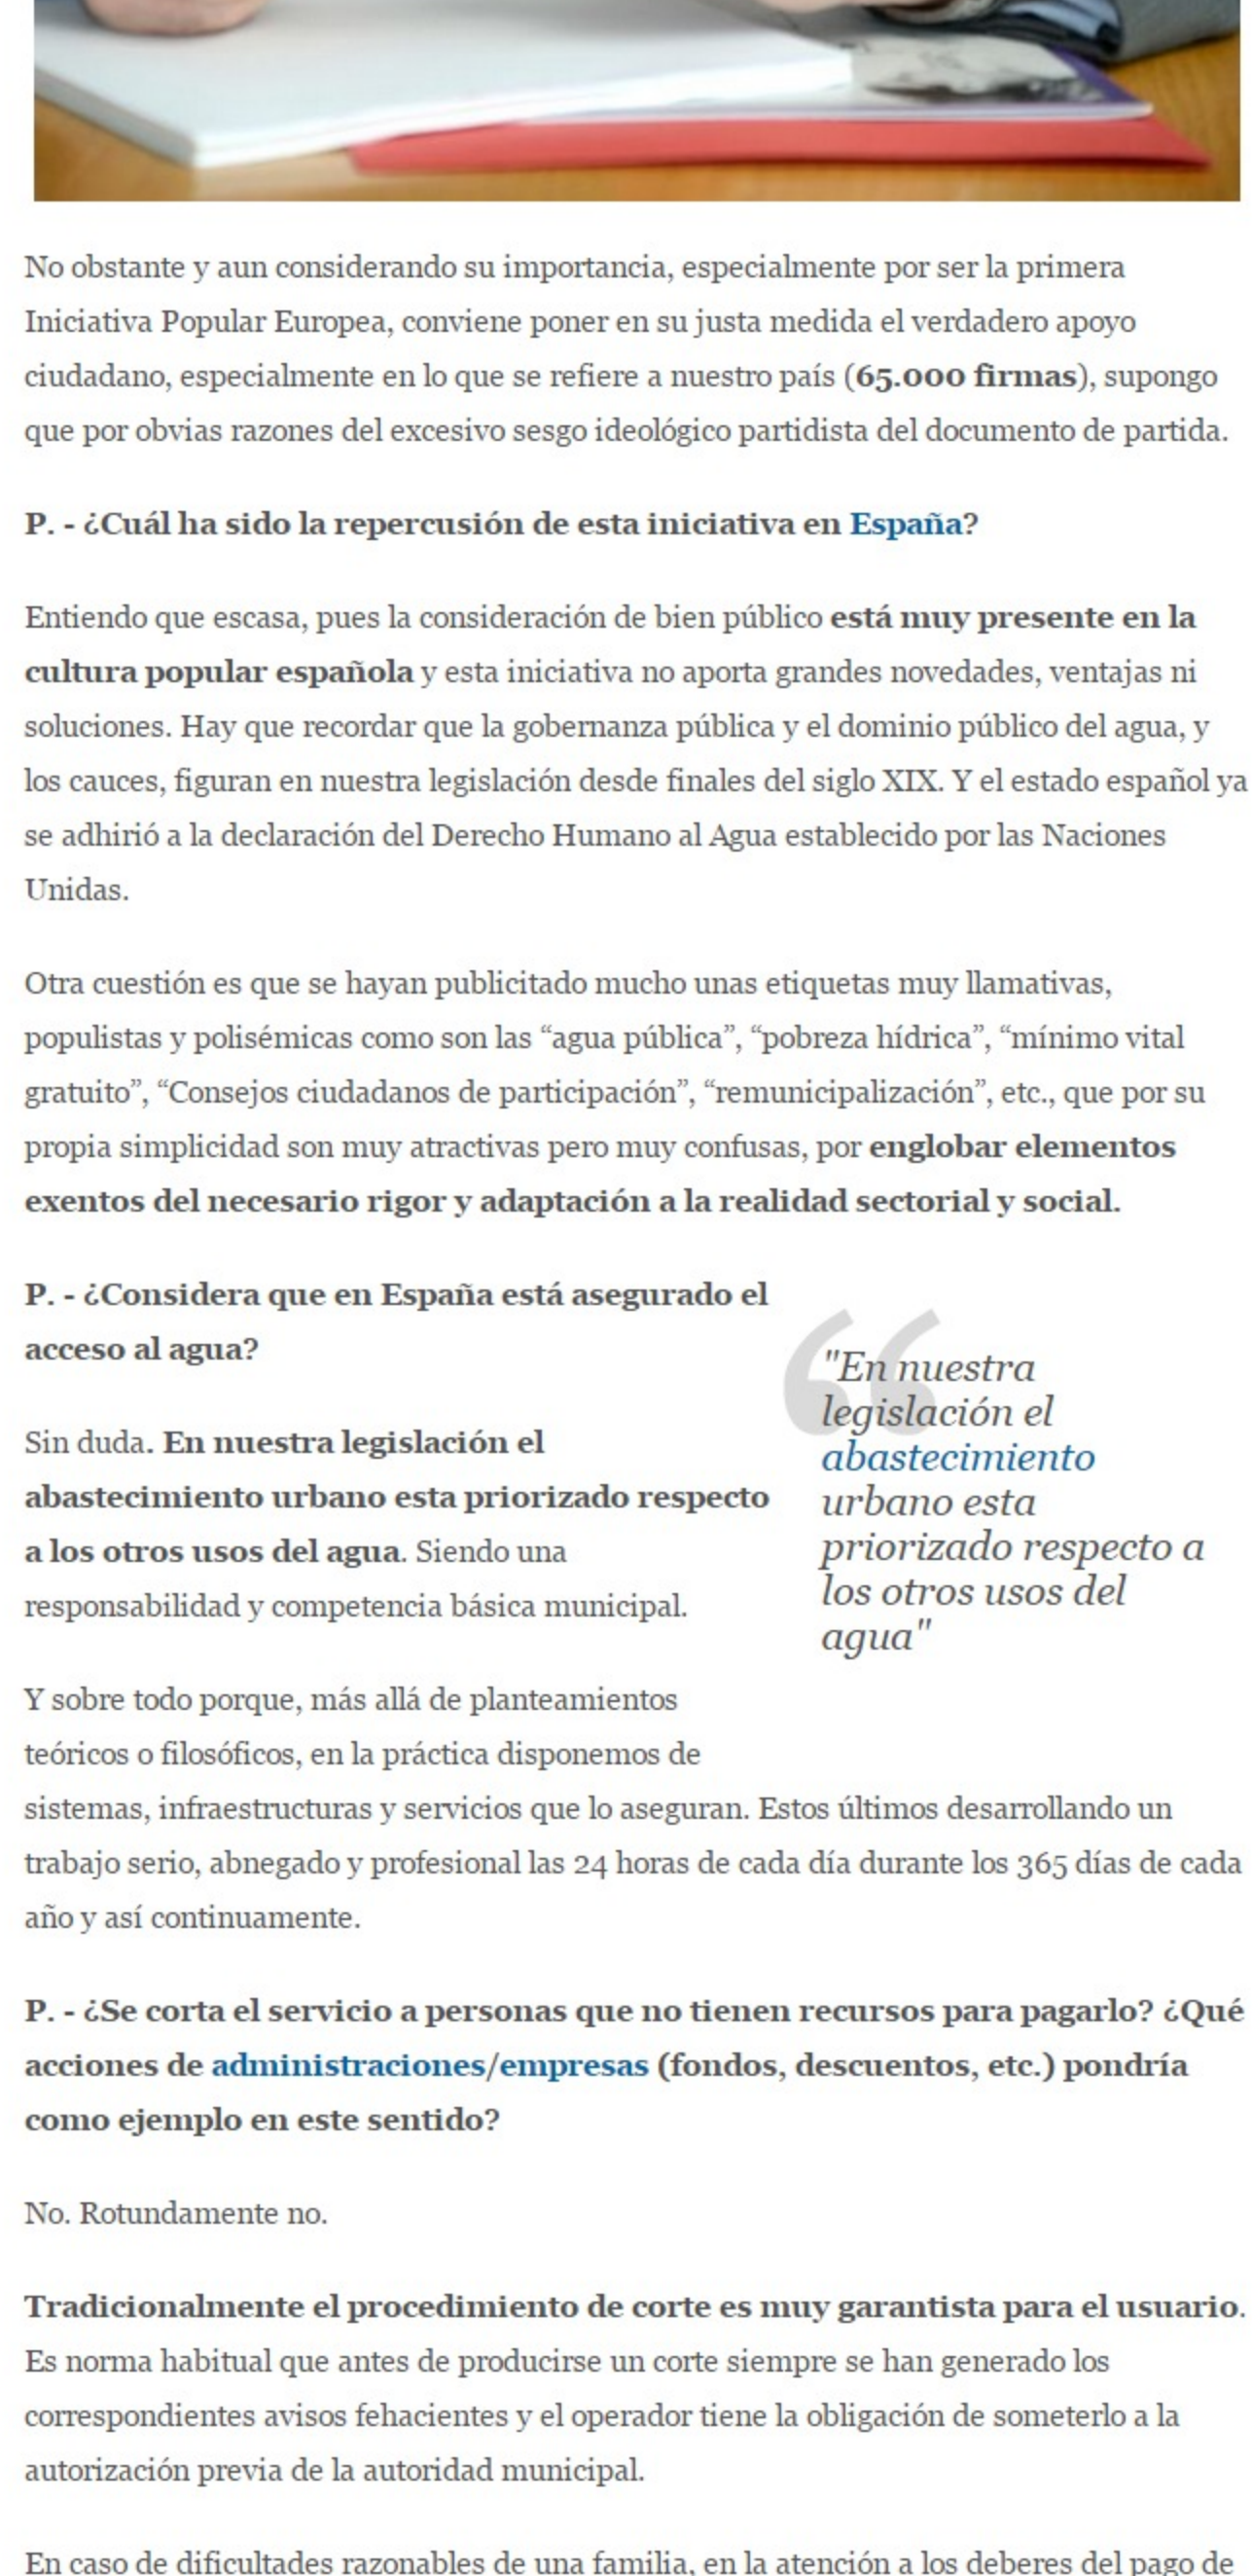 No obstante y aun considerando su importancia, especialmente por ser la primera
Iniciativa Popular Europea, conviene poner en su justa medida el verdadero apoyo
ciudadano, especialmente en lo que se refiere a nuestro país (65.000 firmas), supongo
que por obvias razones del excesivo sesgo ideológico partidista del documento de partida.
P. - ¿Cuál ha sido la repercusión de esta iniciativa en España?
Entiendo que escasa, pues la consideración de bien público está muy presente en la
cultura popular española y esta iniciativa no aporta grandes novedades, ventajas ni
soluciones. Hay que recordar que la gobernanza pública y el dominio público del agua, y
los cauces, figuran en nuestra legislación desde finales del siglo XIX. Y el estado español ya
se adhirió a la declaración del Derecho Humano al Agua establecido por las Naciones
Unidas.
Otra cuestión es que se hayan publicitado mucho unas etiquetas muy llamativas,
populistas y polisémicas como son las “agua pública”, “pobreza hídrica”, “mínimo vital
gratuito”, “Consejos ciudadanos de participación”, “remunicipalización”, etc., que por su
propia simplicidad son muy atractivas pero muy confusas, por englobar elementos
exentos del necesario rigor y adaptación a la realidad sectorial y social.
P. - ¿Considera que en España está asegurado el
acceso al agua?
Sin duda. En nuestra legislación el
abastecimiento urbano esta priorizado respecto
a los otros usos del agua. Siendo una
responsabilidad y competencia básica municipal.
"En nuestra
legislación el
abastecimiento
urbano esta
priorizado respecto a
los otros usos del
agua"
Y sobre todo porque, más allá de planteamientos
teóricos o filosóficos, en la práctica disponemos de
sistemas, infraestructuras y servicios que lo aseguran. Estos últimos desarrollando un
trabajo serio, abnegado y profesional las 24 horas de cada día durante los 365 días de cada
año y así continuamente.
P. - ¿Se corta el servicio a personas que no tienen recursos para pagarlo? ¿Qué
acciones de administraciones/empresas (fondos, descuentos, etc.) pondría
como ejemplo en este sentido?
No. Rotundamente no.
Tradicionalmente el procedimiento de corte es muy garantista para el usuario.
Es norma habitual que antes de producirse un corte siempre se han generado los
correspondientes avisos fehacientes y el operador tiene la obligación de someterlo a la
autorización previa de la autoridad municipal.
En caso de dificultades razonables de una familia, en la atención a los deberes del pago de